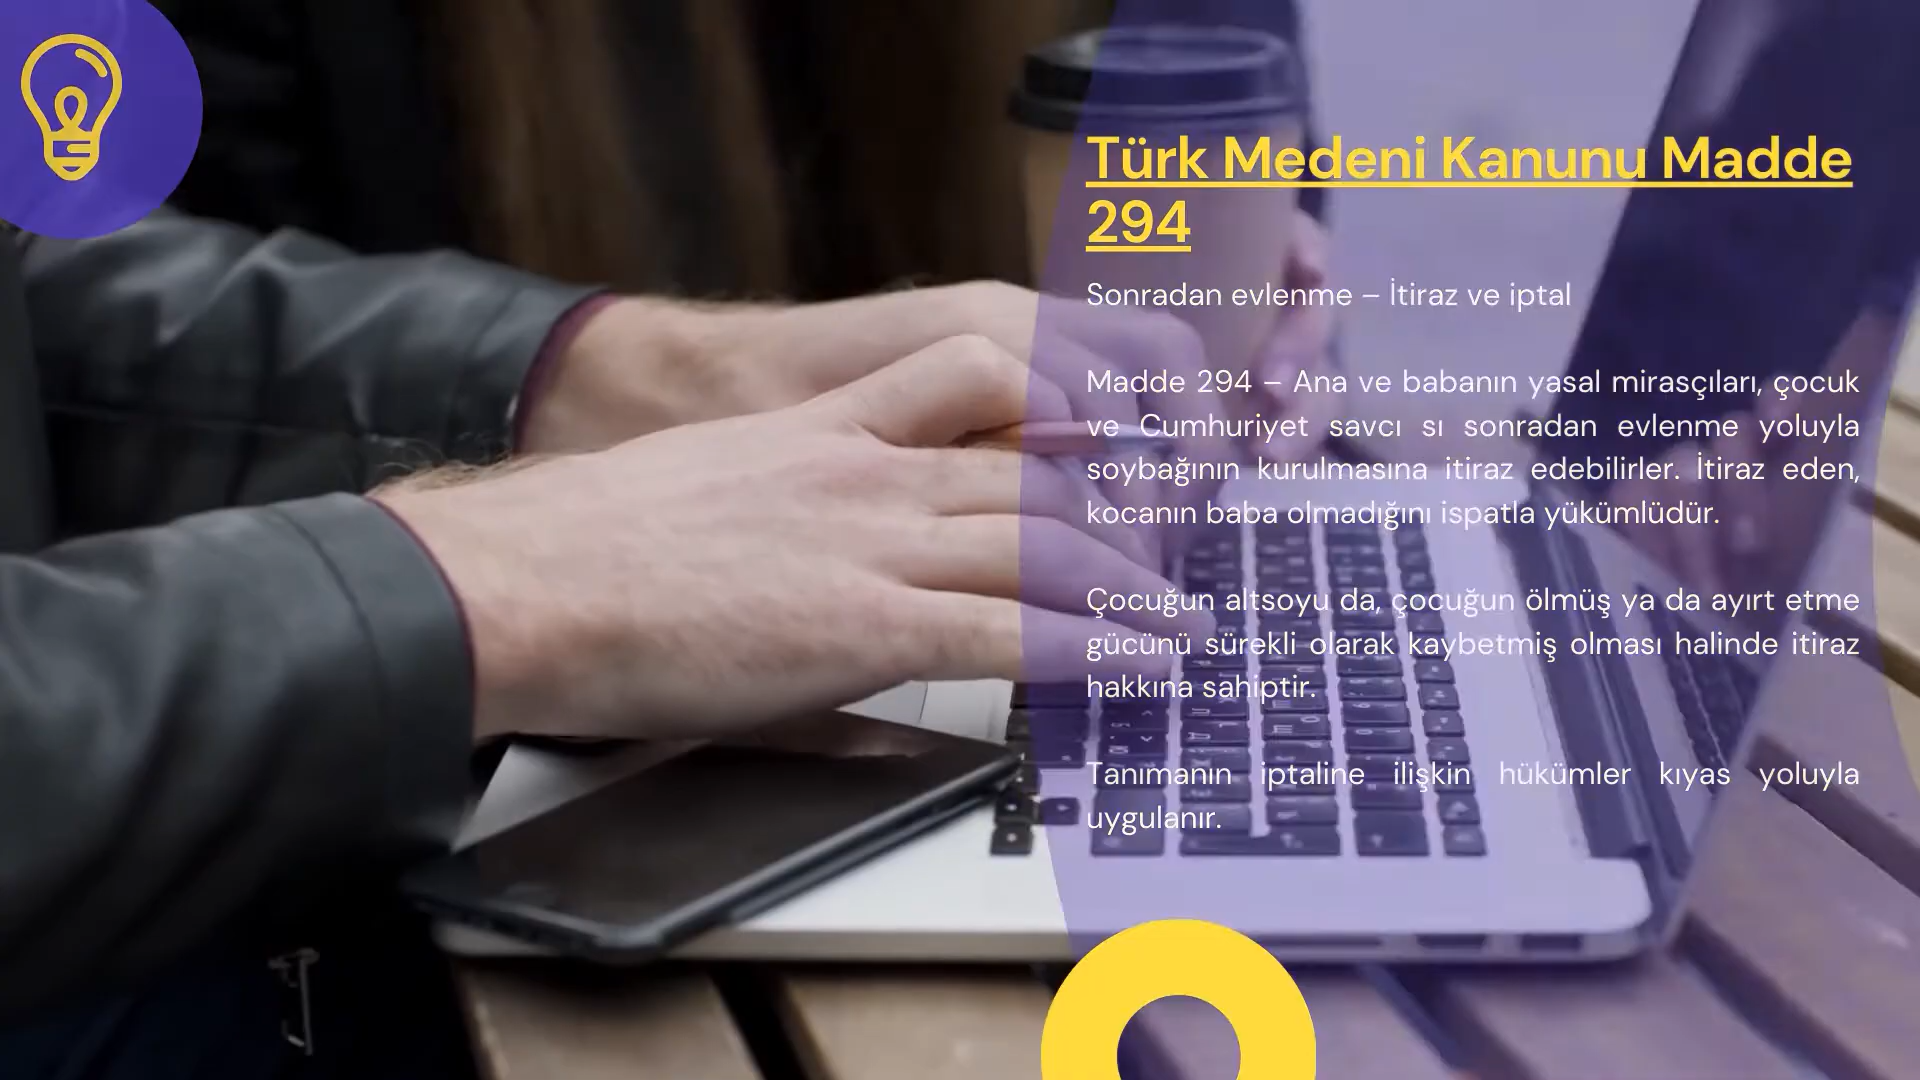 Türk Medeni Kanunu Madde
294
Sonradan evlenme – İtiraz ve iptal
Madde 294 – Ana ve babanın yasal mirasçıları, çocuk
ve Cumhuriyet savcı sı sonradan evlenme yoluyla
soybağının kurulmasına itiraz edebilirler. İtiraz eden,
kocanın baba olmadığını ispatla yükümlüdür.
Çocuğun altsoyu da, çocuğun ölmüş ya da ayırt etme
gücünü sürekli olarak kaybetmiş olması halinde itiraz
hakkına sahiptir.
Tanımanın iptaline ilişkin hükümler kıyas yoluyla
uygulanır.